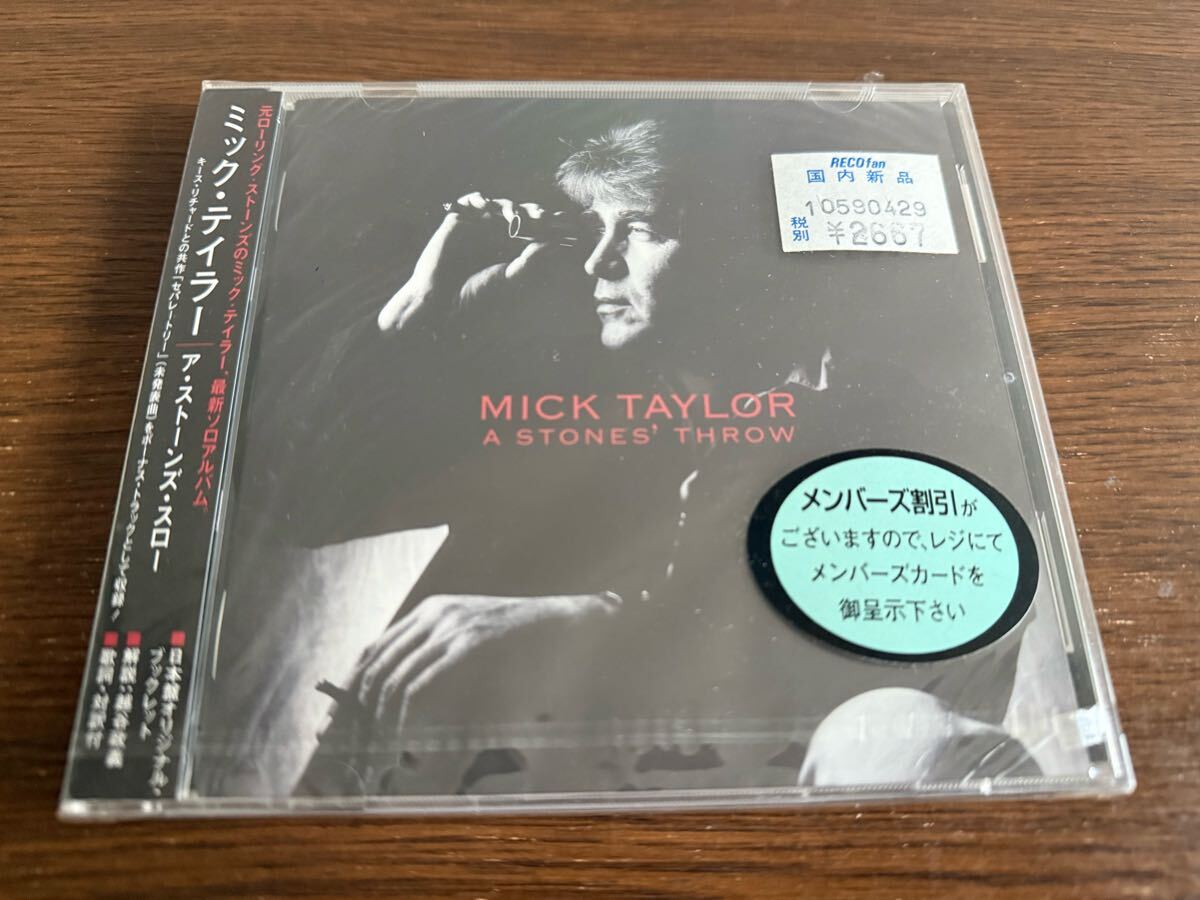 元ローリング・ストーンズのミック・テイラー、最新ソロアルバム。
ミック・テイラー│ア・ストーンズ・スロー
キース・リチャードとの共作「セパレートリー」(未発表曲)をボーナス・トラックとして収録!
■日本盤オリジナル・
ブックレット
■解説:越谷政義
■歌詞・対訳付
RECOfan
国内新品
10590429
税別 ¥2667
MICK TAYLOR
A STONES' THROW
メンバーズ割引が
ございますので、レジにて
メンバーズカードを
御呈示下さい